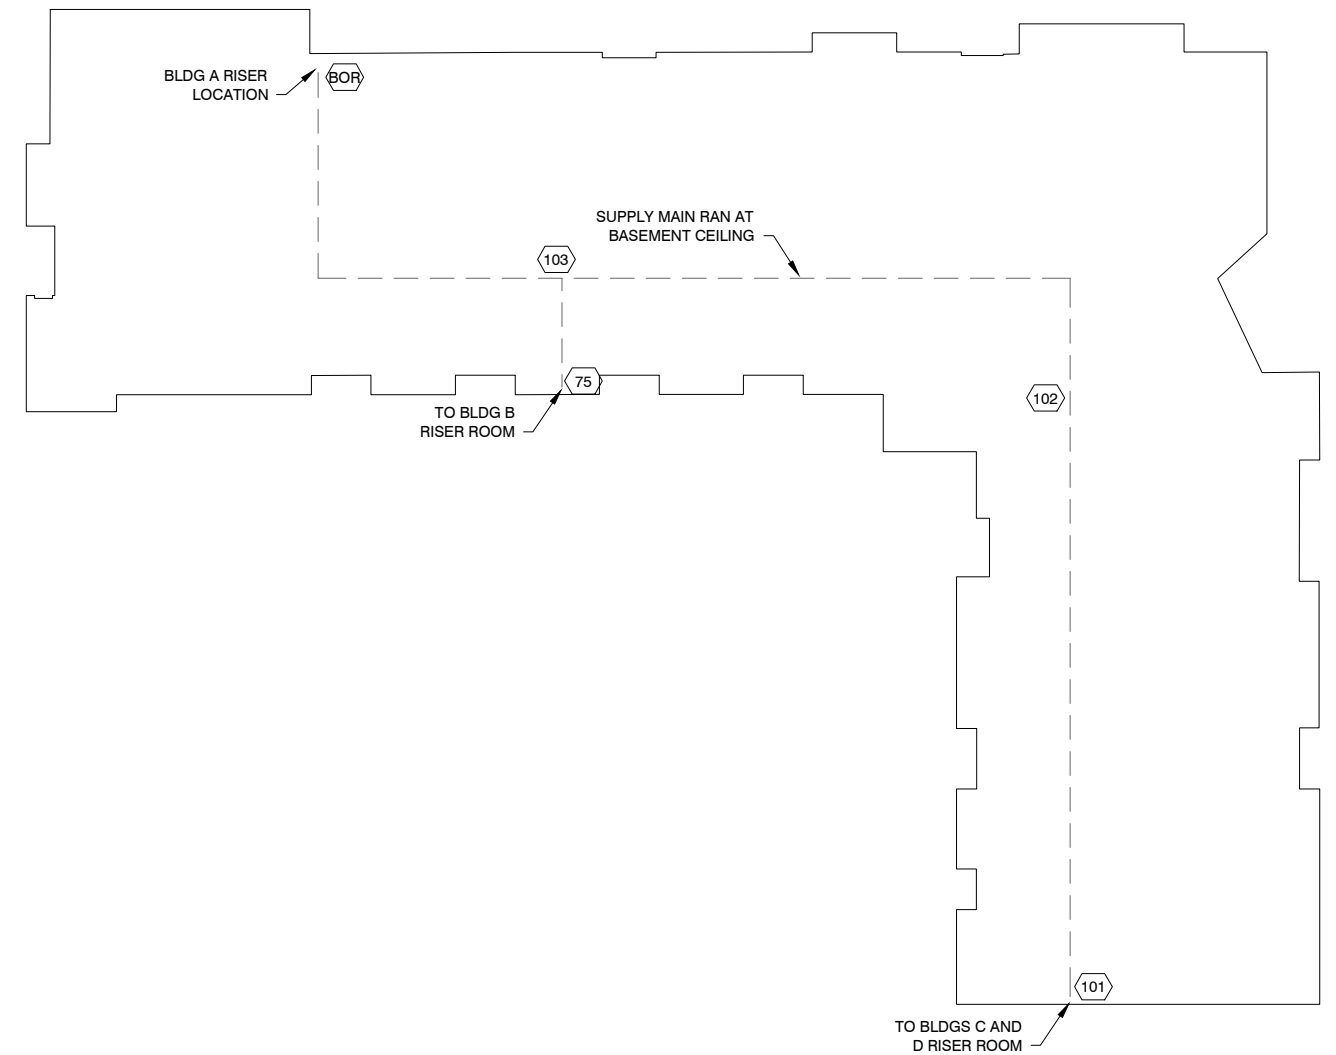 BLDG A RISER
LOCATION
BOR
SUPPLY MAIN RAN AT
BASEMENT CEILING
103
75
TO BLDG B
RISER ROOM
102
101
TO BLDGS C AND
D RISER ROOM